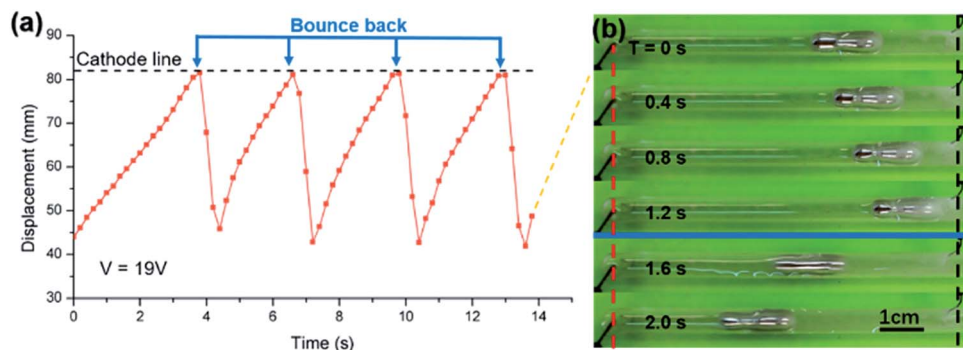 (a)
Bounce back
90
80
70
60
50
40
30
Cathode line
Displacement (mm)
V = 19V
0
2
4
6
8
10
12
14
Time (s)
(b)
T = 0 s
0.4 s
0.8 s
1.2 s
1.6 s
2.0 s
1cm